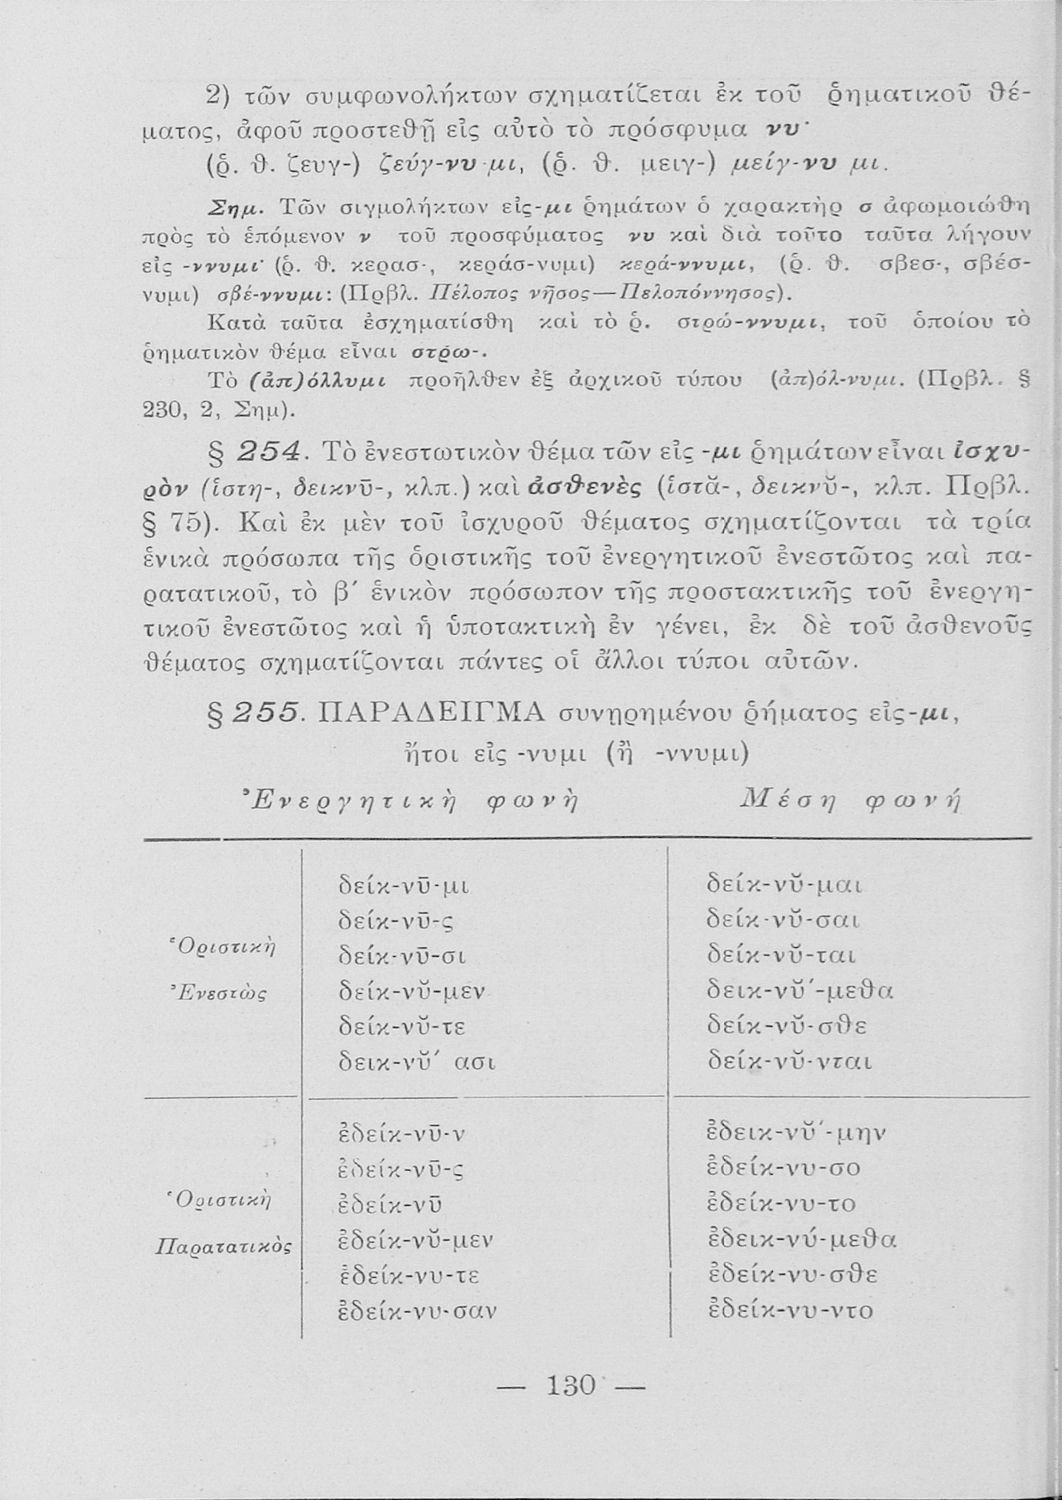 2) τῶν συμφωνολήκτων σχηματίζεται ἐκ τοῦ ῥηματικοῦ θέ-
ματος, ἀφοῦ προστεθῇ εἰς αὐτὸ τὸ πρόσφυμα νυ·
(ῥ. θ. ζευγ-) ζεύγ-νυ-μι, (ῥ. θ. μειγ-) μείγ-νυ μι.
Σημ. Τῶν σιγμολήκτων εἰς-μι ῥημάτων ὁ χαρακτὴρ σ ἀφωμοιώθη
πρὸς τὸ ἑπόμενον ν τοῦ προσφύματος νυ καὶ διὰ τοῦτο ταῦτα λήγουν
εἰς -ννυμι· (ῥ. θ. κερασ-, κεράσ-νυμι) κερά-ννυμι, (ῥ. θ. σβεσ-, σβέσ-
νυμι) σβέ-ννυμι: (Πρβλ. Πέλοπος νῆσος—Πελοπόννησος).
Κατὰ ταῦτα ἐσχηματίσθη καὶ τὸ ῥ. στρώ-ννυμι, τοῦ ὁποίου τὸ
ῥηματικὸν θέμα εἶναι στρω-.
Τὸ (ἀπ)όλλυμι προῆλθεν ἐξ ἀρχικοῦ τύπου (ἀπ)όλ-νυμι. (Πρβλ. §
230, 2, Σημ).
§ 254. Τὸ ἐνεστωτικὸν θέμα τῶν εἰς -μι ῥημάτων εἶναι ἰσχυ-
ρὸν (ἱστη-, δεικνῡ-, κλπ.) καὶ ἀσθενὲς (ἱστᾰ-, δεικνῠ-, κλπ. Πρβλ.
§ 75). Καὶ ἐκ μὲν τοῦ ἰσχυροῦ θέματος σχηματίζονται τὰ τρία
ἑνικὰ πρόσωπα τῆς ὁριστικῆς τοῦ ἐνεργητικοῦ ἐνεστῶτος καὶ πα-
ρατατικοῦ, τὸ β΄ ἑνικὸν πρόσωπον τῆς προστακτικῆς τοῦ ἐνεργη-
τικοῦ ἐνεστῶτος καὶ ἡ ὑποτακτικὴ ἐν γένει, ἐκ δὲ τοῦ ἀσθενοῦς
θέματος σχηματίζονται πάντες οἱ ἄλλοι τύποι αὐτῶν.
§ 255. ΠΑΡΑΔΕΙΓΜΑ συνῃρημένου ῥήματος εἰς-μι,
ἤτοι εἰς -νυμι (ἢ -ννυμι)
Ἐνεργητικὴ φωνὴ Μέση φωνή
δείκ-νῡ-μι δείκ-νῠ-μαι
δείκ-νῡ-ς δείκ-νῠ-σαι
Ὁριστικὴ δείκ-νῡ-σι δείκ-νῠ-ται
Ἐνεστὼς δείκ-νῠ-μεν δεικ-νῠ΄-μεθα
δείκ-νῠ-τε δείκ-νῠ-σθε
δεικ-νῠ΄ ασι δείκ-νῠ-νται
ἐδείκ-νῡ-ν ἐδεικ-νῠ΄-μην
ἐδείκ-νῡ-ς ἐδείκ-νυ-σο
Ὁριστικὴ ἐδείκ-νῡ ἐδείκ-νυ-το
Παρατατικὸς ἐδείκ-νῠ-μεν ἐδεικ-νύ-μεθα
ἐδείκ-νυ-τε ἐδείκ-νυ-σθε
ἐδείκ-νυ-σαν ἐδείκ-νυ-ντο
— 130 —